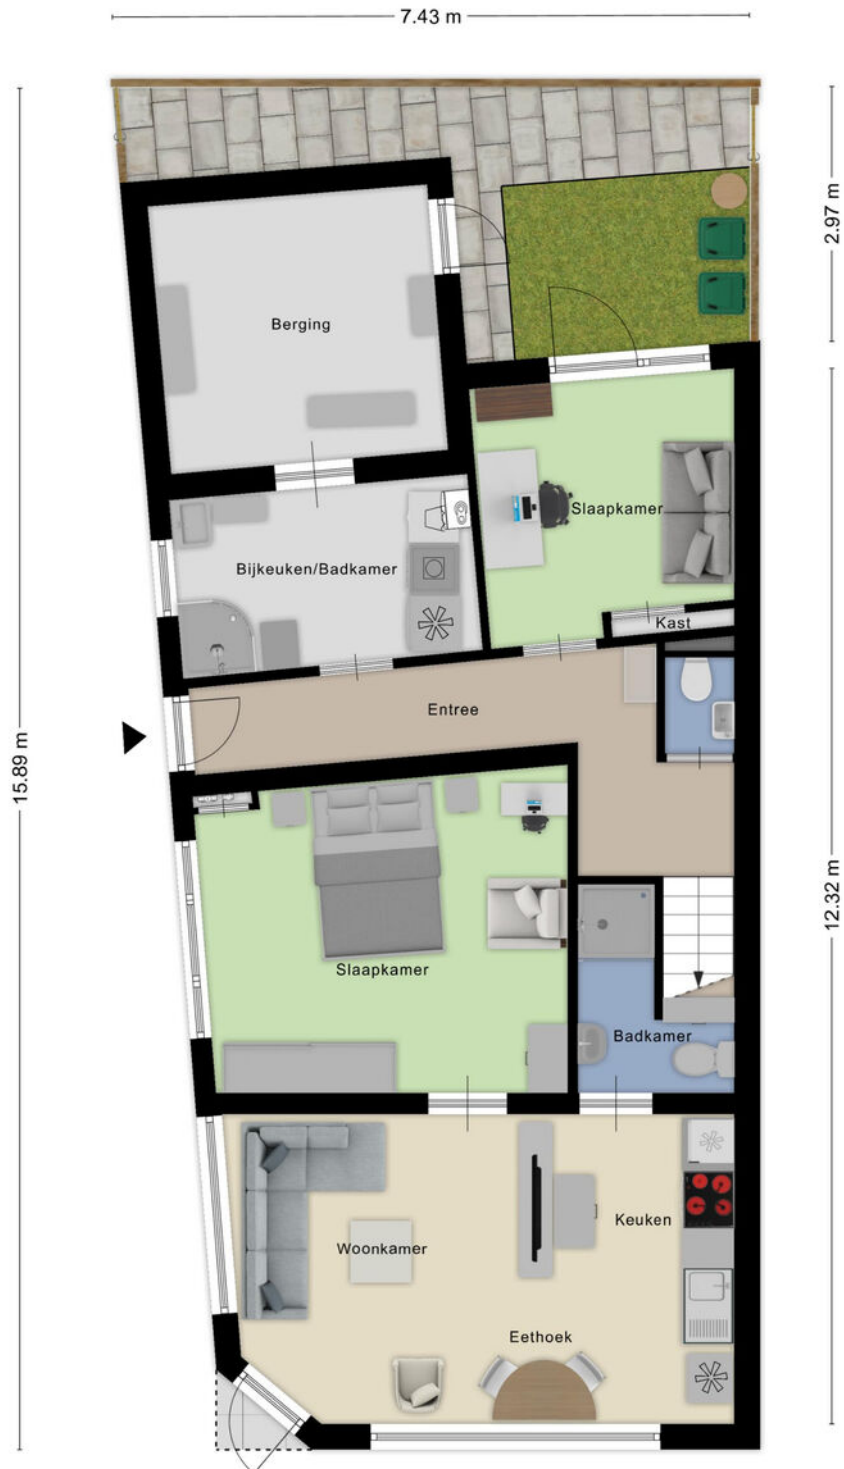 7.43 m
2.97 m
Berging
Slaapkamer
Bijkeuken/Badkamer
Kast
Entree
15.89 m
12.32 m
Slaapkamer
Badkamer
Keuken
Woonkamer
Eethoek